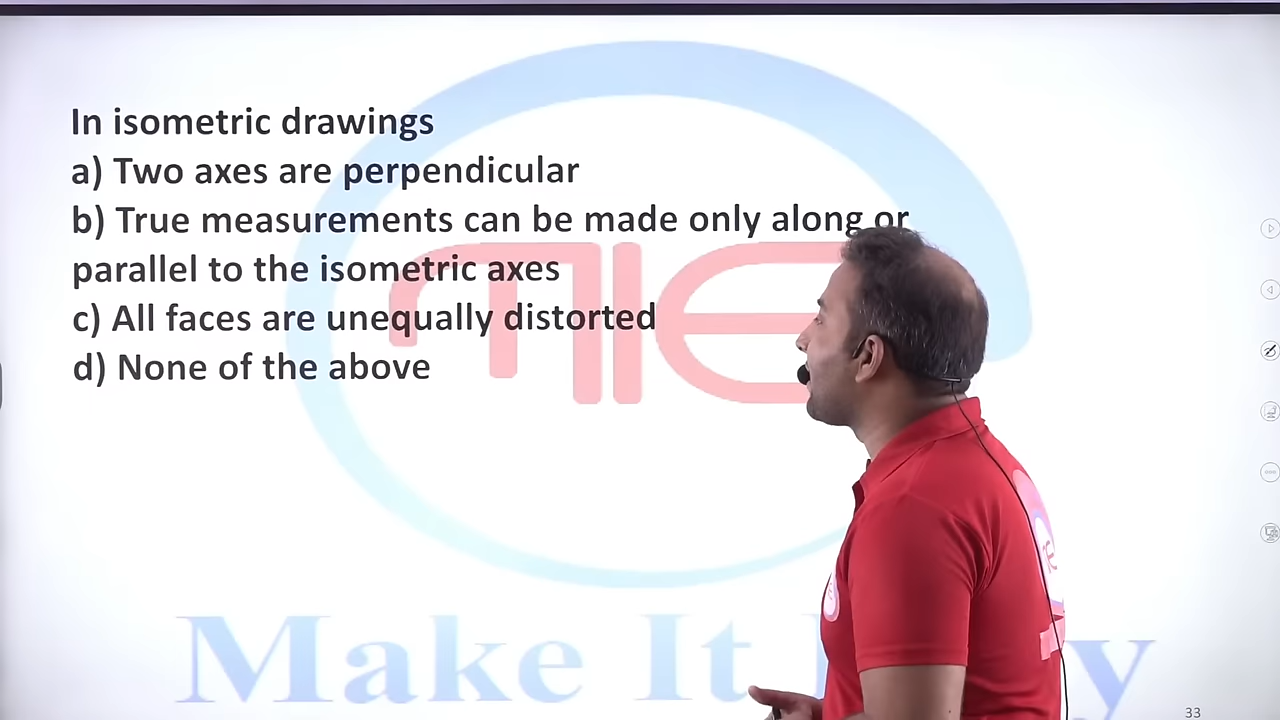 In isometric drawings
a) Two axes are perpendicular
b) True measurements can be made only along or
parallel to the isometric axes
c) All faces are unequally distorted
d) None of the above
MIE
Make It
y
33